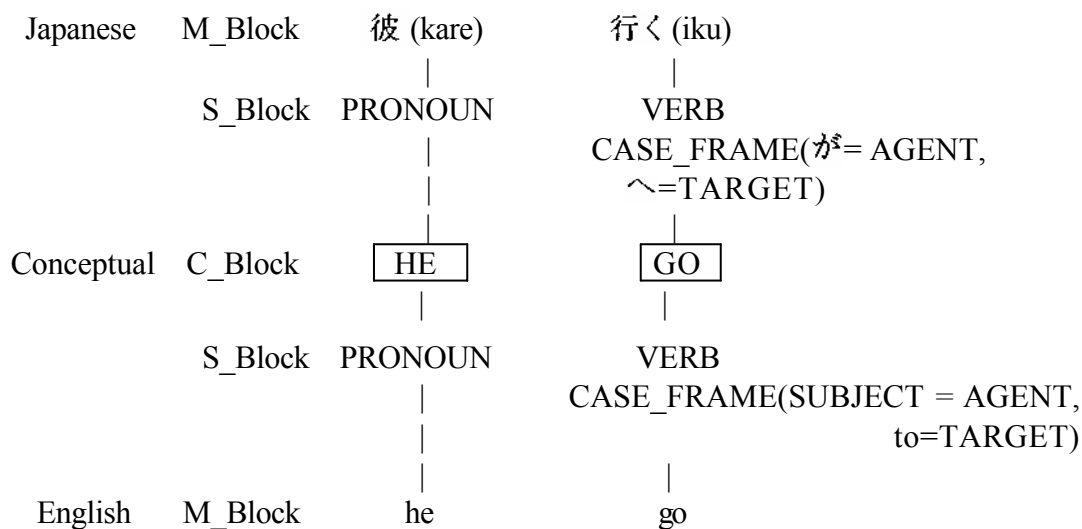 Japanese M_Block 彼 (kare) 行く(iku)
S_Block PRONOUN VERB
CASE_FRAME(が= AGENT,
へ=TARGET)
Conceptual C_Block HE GO
S_Block PRONOUN VERB
CASE_FRAME(SUBJECT = AGENT,
to=TARGET)
English M_Block he go